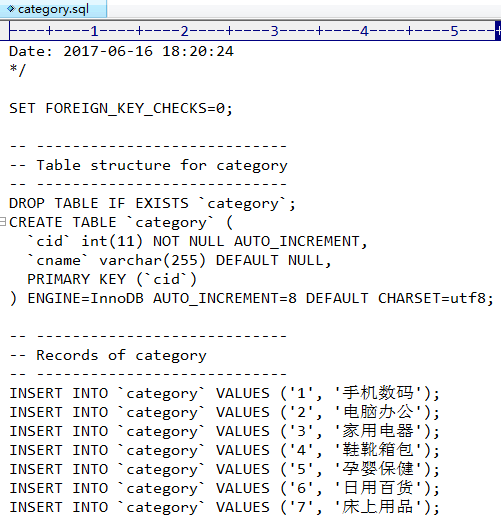 category.sql
----+----1----+----2----+----3----+----4----+----5----+
Date: 2017-06-16 18:20:24
*/
SET FOREIGN_KEY_CHECKS=0;
-- ----------------------------
-- Table structure for category
-- ----------------------------
DROP TABLE IF EXISTS `category`;
CREATE TABLE `category` (
  `cid` int(11) NOT NULL AUTO_INCREMENT,
  `cname` varchar(255) DEFAULT NULL,
  PRIMARY KEY (`cid`)
) ENGINE=InnoDB AUTO_INCREMENT=8 DEFAULT CHARSET=utf8;
-- ----------------------------
-- Records of category
-- ----------------------------
INSERT INTO `category` VALUES ('1', '手机数码');
INSERT INTO `category` VALUES ('2', '电脑办公');
INSERT INTO `category` VALUES ('3', '家用电器');
INSERT INTO `category` VALUES ('4', '鞋靴箱包');
INSERT INTO `category` VALUES ('5', '孕婴保健');
INSERT INTO `category` VALUES ('6', '日用百货');
INSERT INTO `category` VALUES ('7', '床上用品');